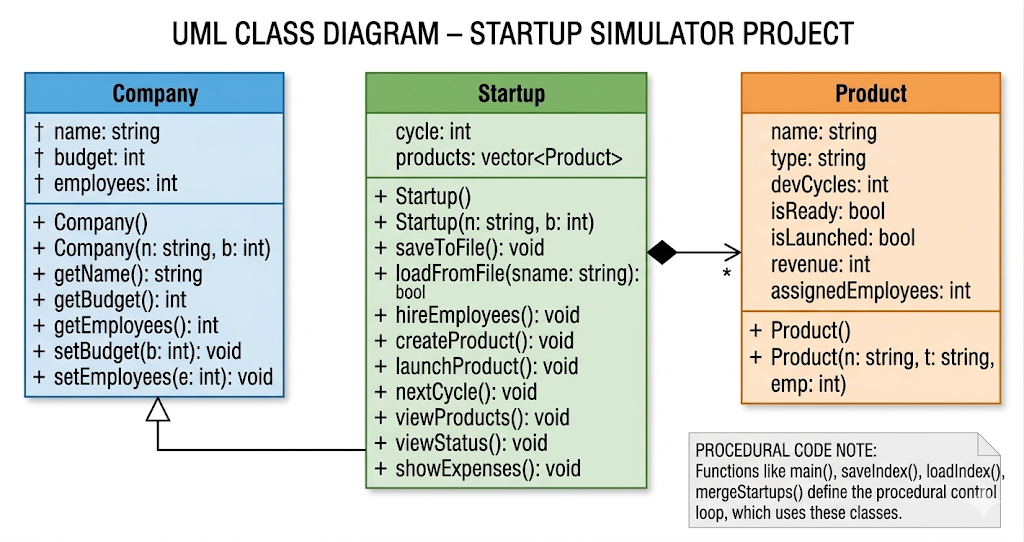 UML CLASS DIAGRAM – STARTUP SIMULATOR PROJECT
Company
† name: string
† budget: int
† employees: int
+ Company()
+ Company(n: string, b: int)
+ getName(): string
+ getBudget(): int
+ getEmployees(): int
+ setBudget(b: int): void
+ setEmployees(e: int): void
Startup
cycle: int
products: vector<Product>
+ Startup()
+ Startup(n: string, b: int)
+ saveToFile(): void
+ loadFromFile(sname: string):
bool
+ hireEmployees(): void
+ createProduct(): void
+ launchProduct(): void
+ nextCycle(): void
+ viewProducts(): void
+ viewStatus(): void
+ showExpenses(): void
*
Product
name: string
type: string
devCycles: int
isReady: bool
isLaunched: bool
revenue: int
assignedEmployees: int
+ Product()
+ Product(n: string, t: string,
emp: int)
PROCEDURAL CODE NOTE:
Functions like main(), saveIndex(), loadIndex(),
mergeStartups() define the procedural control
loop, which uses these classes.